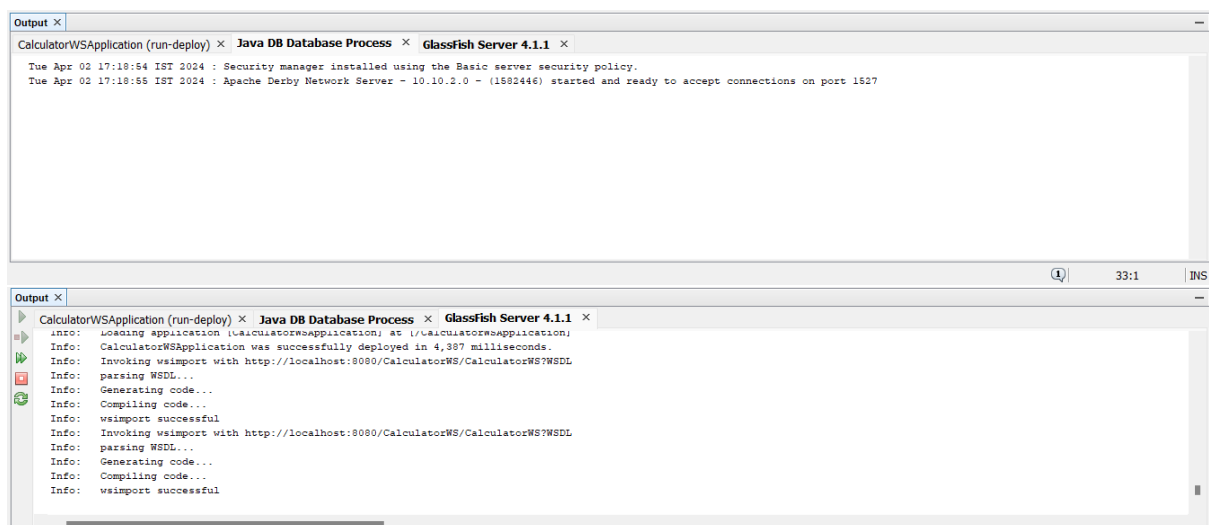 Output ×
CalculatorWSApplication (run-deploy) × Java DB Database Process × GlassFish Server 4.1.1 ×
Tue Apr 02 17:18:54 IST 2024 : Security manager installed using the Basic server security policy.
Tue Apr 02 17:18:55 IST 2024 : Apache Derby Network Server - 10.10.2.0 - (1582446) started and ready to accept connections on port 1527
1 33:1 INS
Output ×
CalculatorWSApplication (run-deploy) × Java DB Database Process × GlassFish Server 4.1.1 ×
Info: Loading application [CalculatorWSApplication] at [/CalculatorWSApplication]
Info: CalculatorWSApplication was successfully deployed in 4,387 milliseconds.
Info: Invoking wsimport with http://localhost:8080/CalculatorWS/CalculatorWS?WSDL
Info: parsing WSDL...
Info: Generating code...
Info: Compiling code...
Info: wsimport successful
Info: Invoking wsimport with http://localhost:8080/CalculatorWS/CalculatorWS?WSDL
Info: parsing WSDL...
Info: Generating code...
Info: Compiling code...
Info: wsimport successful